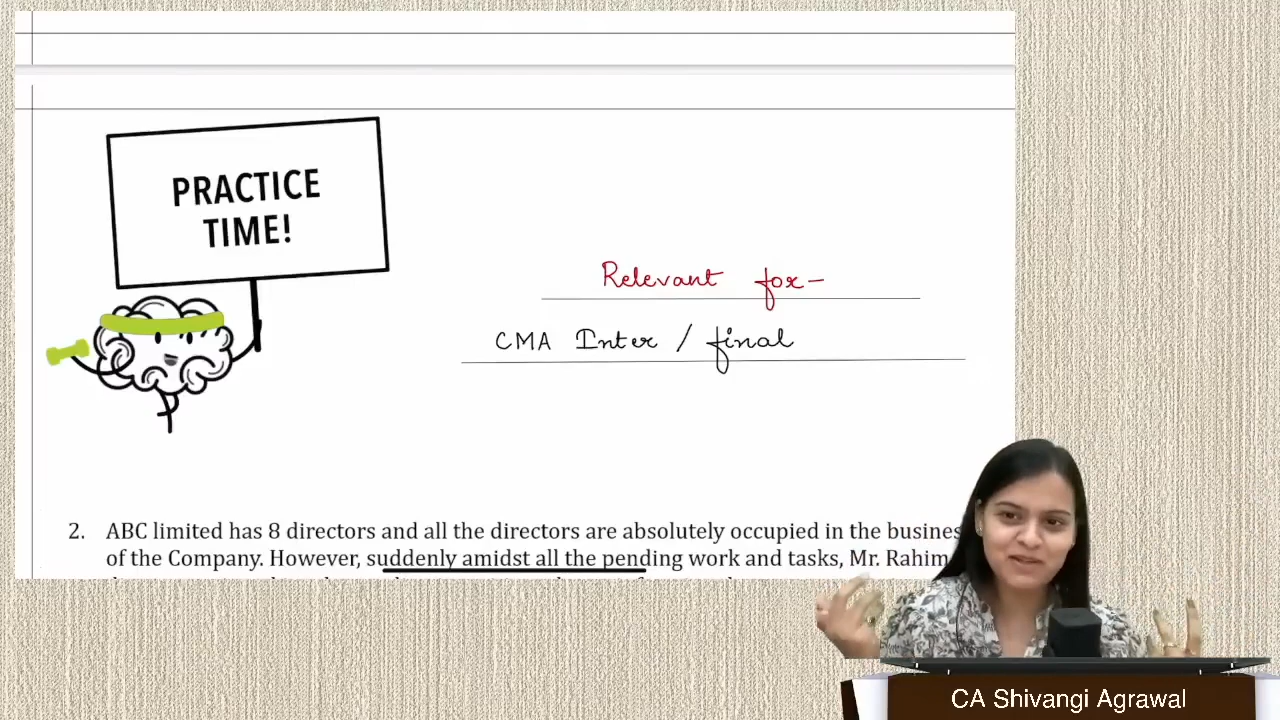 PRACTICE
TIME!
Relevant for-
CMA Inter / final
2. ABC limited has 8 directors and all the directors are absolutely occupied in the
of the Company. However, suddenly amidst all the pending work and tasks, Mr. Rahim
CA Shivangi Agrawal